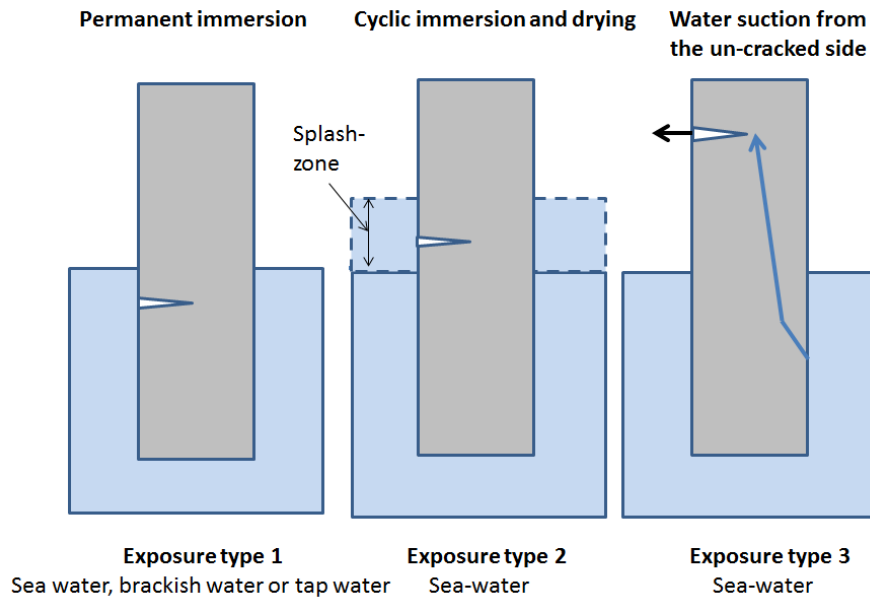 Permanent immersion
Cyclic immersion and drying
Water suction from
the un-cracked side
Splash-
zone
Exposure type 1
Sea water, brackish water or tap water
Exposure type 2
Sea-water
Exposure type 3
Sea-water